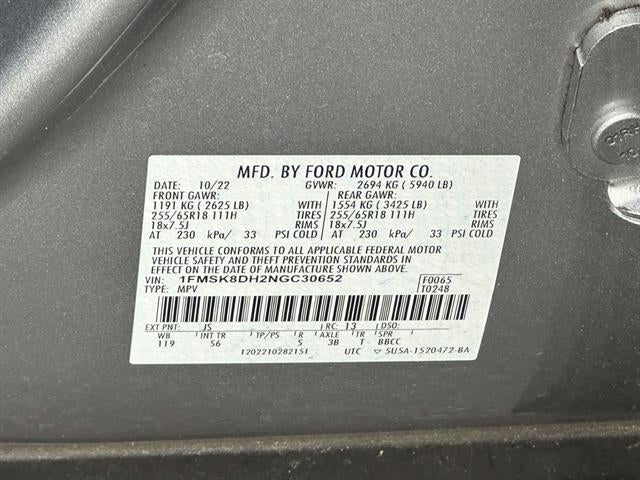 MFD. BY FORD MOTOR CO.
DATE: 10/22 GVWR: 2694 KG ( 5940 LB)
FRONT GAWR: REAR GAWR:
1191 KG ( 2625 LB) WITH 1554 KG ( 3425 LB) WITH
255/65R18 111H TIRES 255/65R18 111H TIRES
18x7.5J RIMS 18x7.5J RIMS
AT 230 kPa/ 33 PSI COLD AT 230 kPa/ 33 PSI COLD
THIS VEHICLE CONFORMS TO ALL APPLICABLE FEDERAL MOTOR
VEHICLE SAFETY AND THEFT PREVENTION STANDARDS IN
EFFECT ON THE DATE OF MANUFACTURE SHOWN ABOVE.
VIN: 1FMSK8DH2NGC30652 F0065
TYPE: MPV T0248
EXT PNT: JS RC: 13 DSO:
WB INT TR TP/PS R AXLE TR SPR
119 S6 S 3B T BBCC
1202210282151 UTC 5U5A-1520472-BA